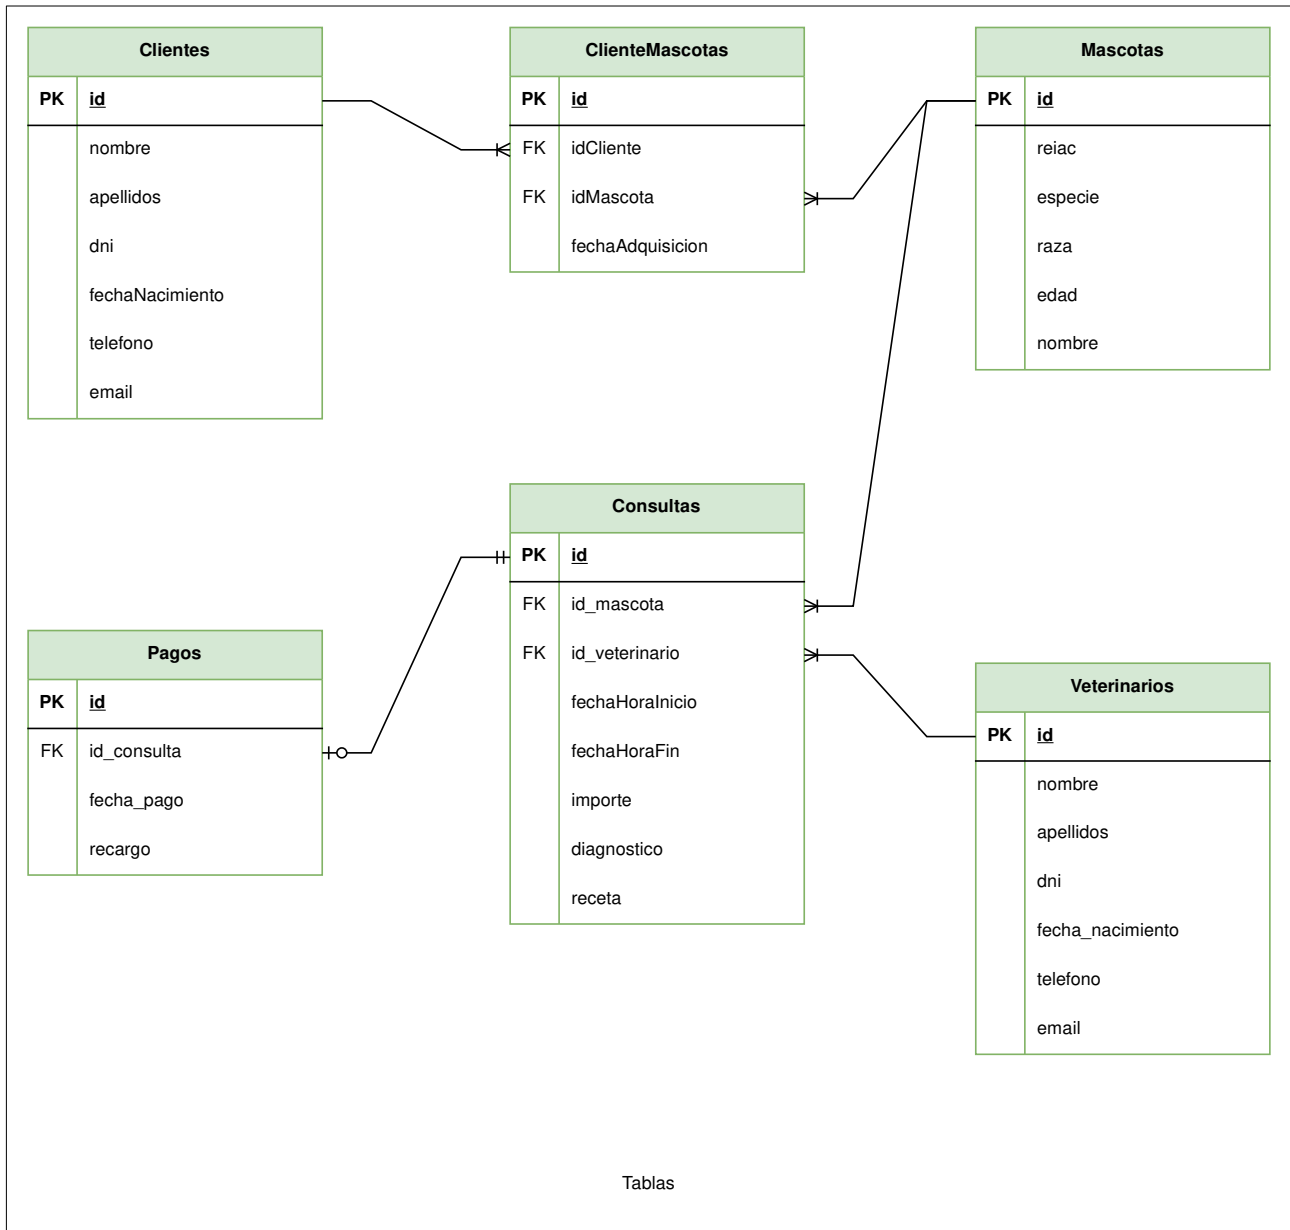 Clientes
PK id
nombre
apellidos
dni
fechaNacimiento
telefono
email
ClienteMascotas
PK id
FK idCliente
FK idMascota
fechaAdquisicion
Mascotas
PK id
reiac
especie
raza
edad
nombre
Consultas
PK id
FK id_mascota
FK id_veterinario
fechaHoraInicio
fechaHoraFin
importe
diagnostico
receta
Pagos
PK id
FK id_consulta
fecha_pago
recargo
Veterinarios
PK id
nombre
apellidos
dni
fecha_nacimiento
telefono
email
Tablas